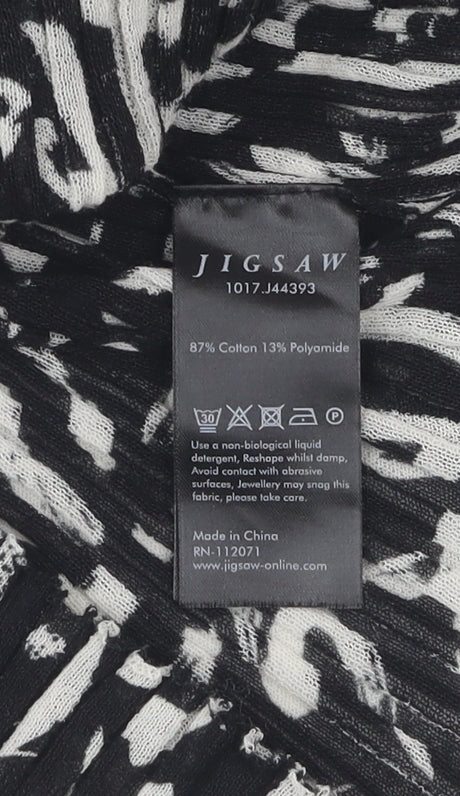 JIGSAW
1017.J44393
87% Cotton 13% Polyamide
30 P
Use a non-biological liquid
detergent, Reshape whilst damp,
Avoid contact with abrasive
surfaces, Jewellery may snag this
fabric, please take care.
Made in China
RN-112071
www.jigsaw-online.com